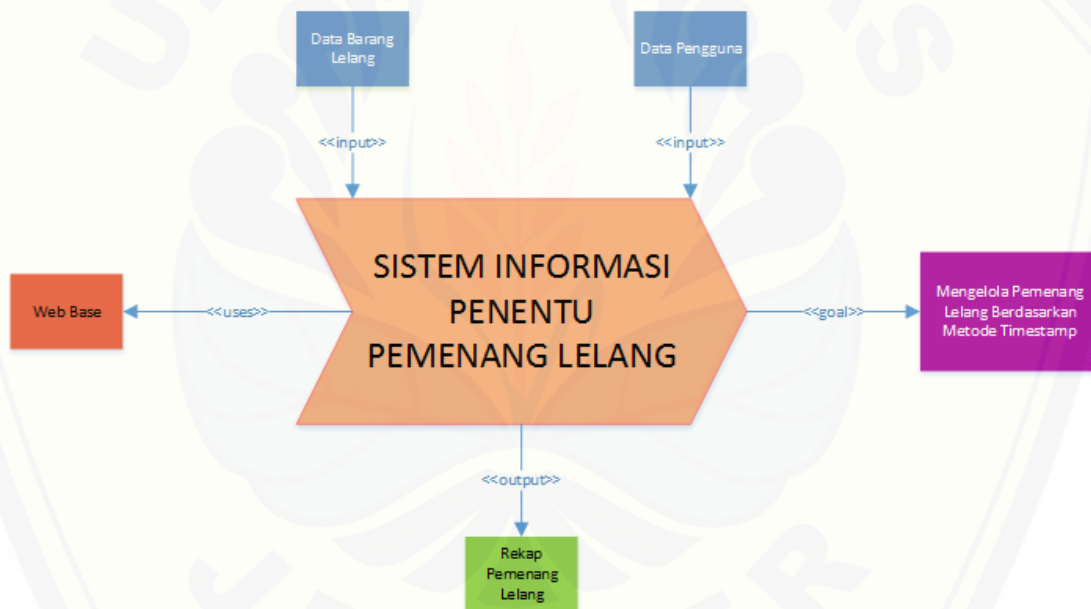 Data Barang
Lelang
Data Pengguna
<<input>>
<<input>>
SISTEM INFORMASI
PENENTU
PEMENANG LELANG
Web Base
<<uses>>
<<goal>>
Mengelola Pemenang
Lelang Berdasarkan
Metode Timestamp
<<output>>
Rekap
Pemenang
Lelang